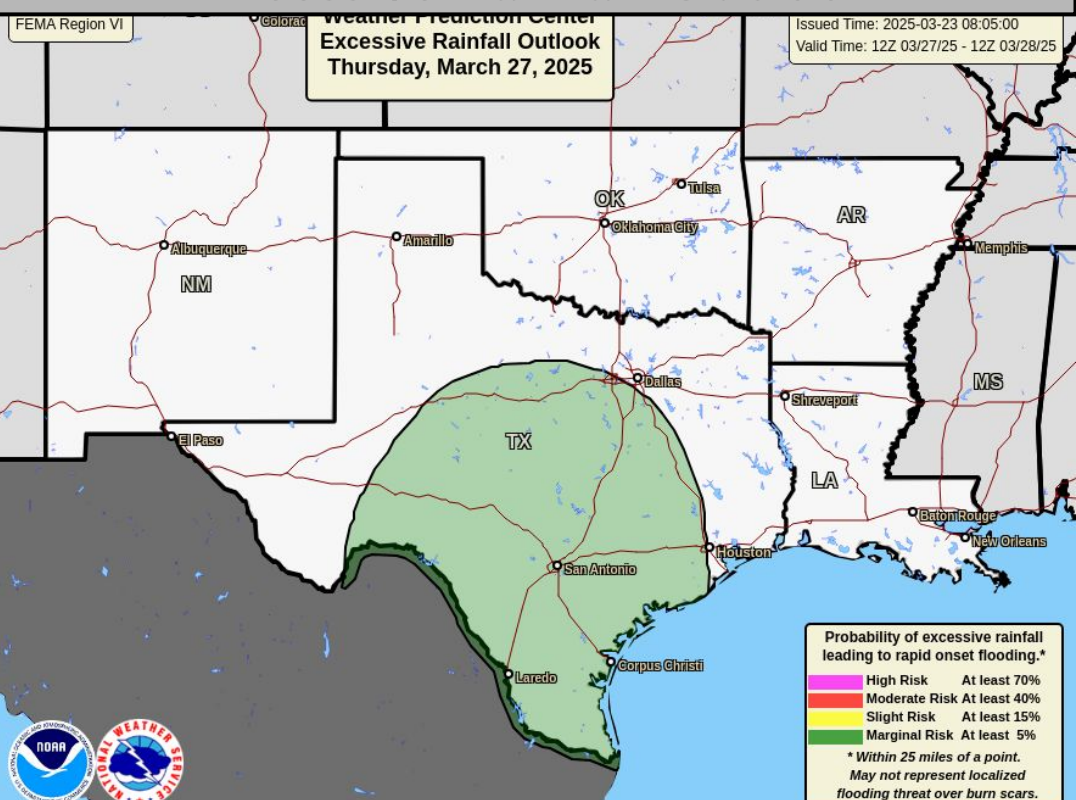 Colorad
FEMA Region VI
Weather Prediction Center
Excessive Rainfall Outlook
Thursday, March 27, 2025
Issued Time: 2025-03-23 08:05:00
Valid Time: 12Z 03/27/25 - 12Z 03/28/25
Tulsa
OK
AR
Oklahoma City
Amarillo
Albuquerque
Memphis
NM
Dallas
MS
Shreveport
El Paso
TX
LA
Baton Rouge
New Orleans
Houston
San Antonio
Corpus Christi
Laredo
Probability of excessive rainfall
leading to rapid onset flooding.*
High Risk At least 70%
Moderate Risk At least 40%
Slight Risk At least 15%
Marginal Risk At least 5%
* Within 25 miles of a point.
May not represent localized
flooding threat over burn scars.
NOAA
NATIONAL WEATHER SERVICE